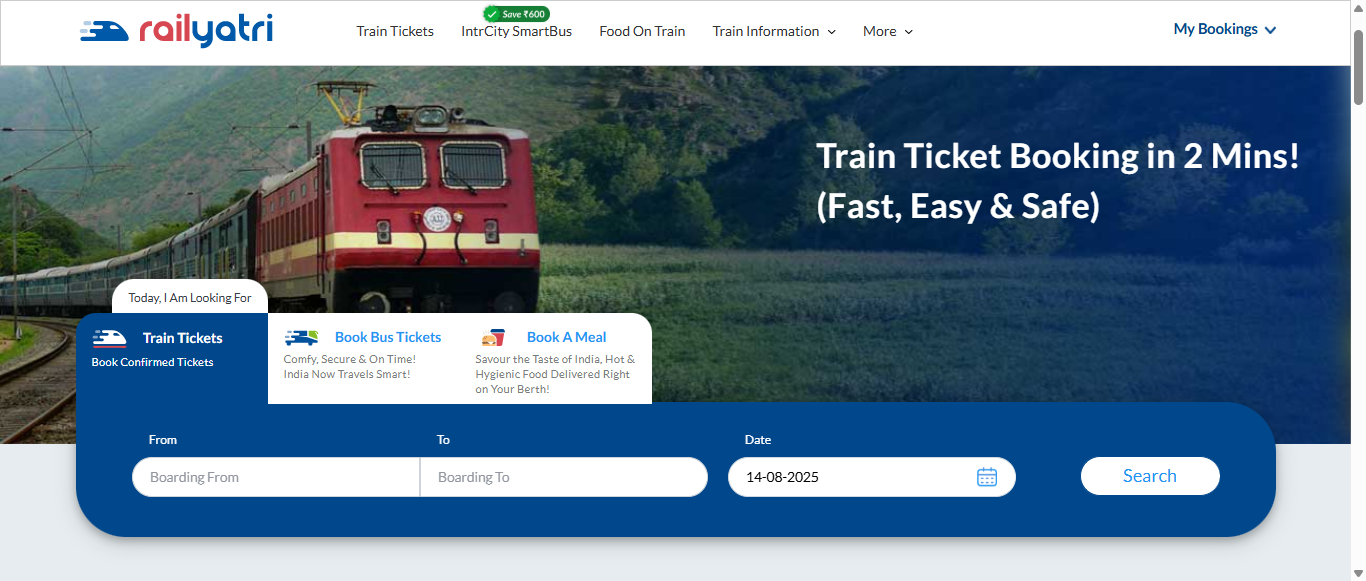 railyatri
Train Tickets
Save ₹600
IntrCity SmartBus
Food On Train
Train Information
More
My Bookings
Train Ticket Booking in 2 Mins!
(Fast, Easy & Safe)
Today, I Am Looking For
Train Tickets
Book Confirmed Tickets
Book Bus Tickets
Comfy, Secure & On Time!
India Now Travels Smart!
Book A Meal
Savour the Taste of India, Hot &
Hygienic Food Delivered Right
on Your Berth!
From
Boarding From
To
Boarding To
Date
14-08-2025
Search